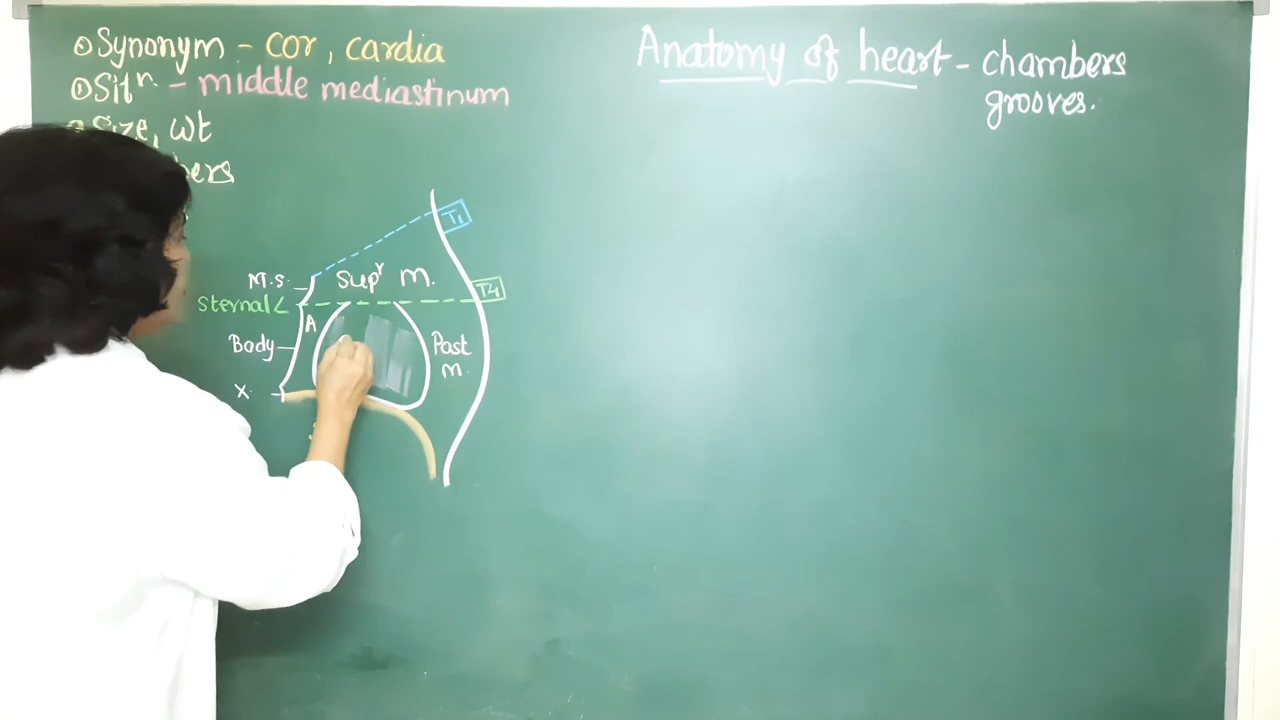 Synonym - cor, cardia
Sitⁿ - middle mediastinum
Size, wt
Anatomy of heart - chambers
grooves.
T₁
M.S.
Supʳ m.
T4
Sternal ∠
A
Body
Post
m.
X.